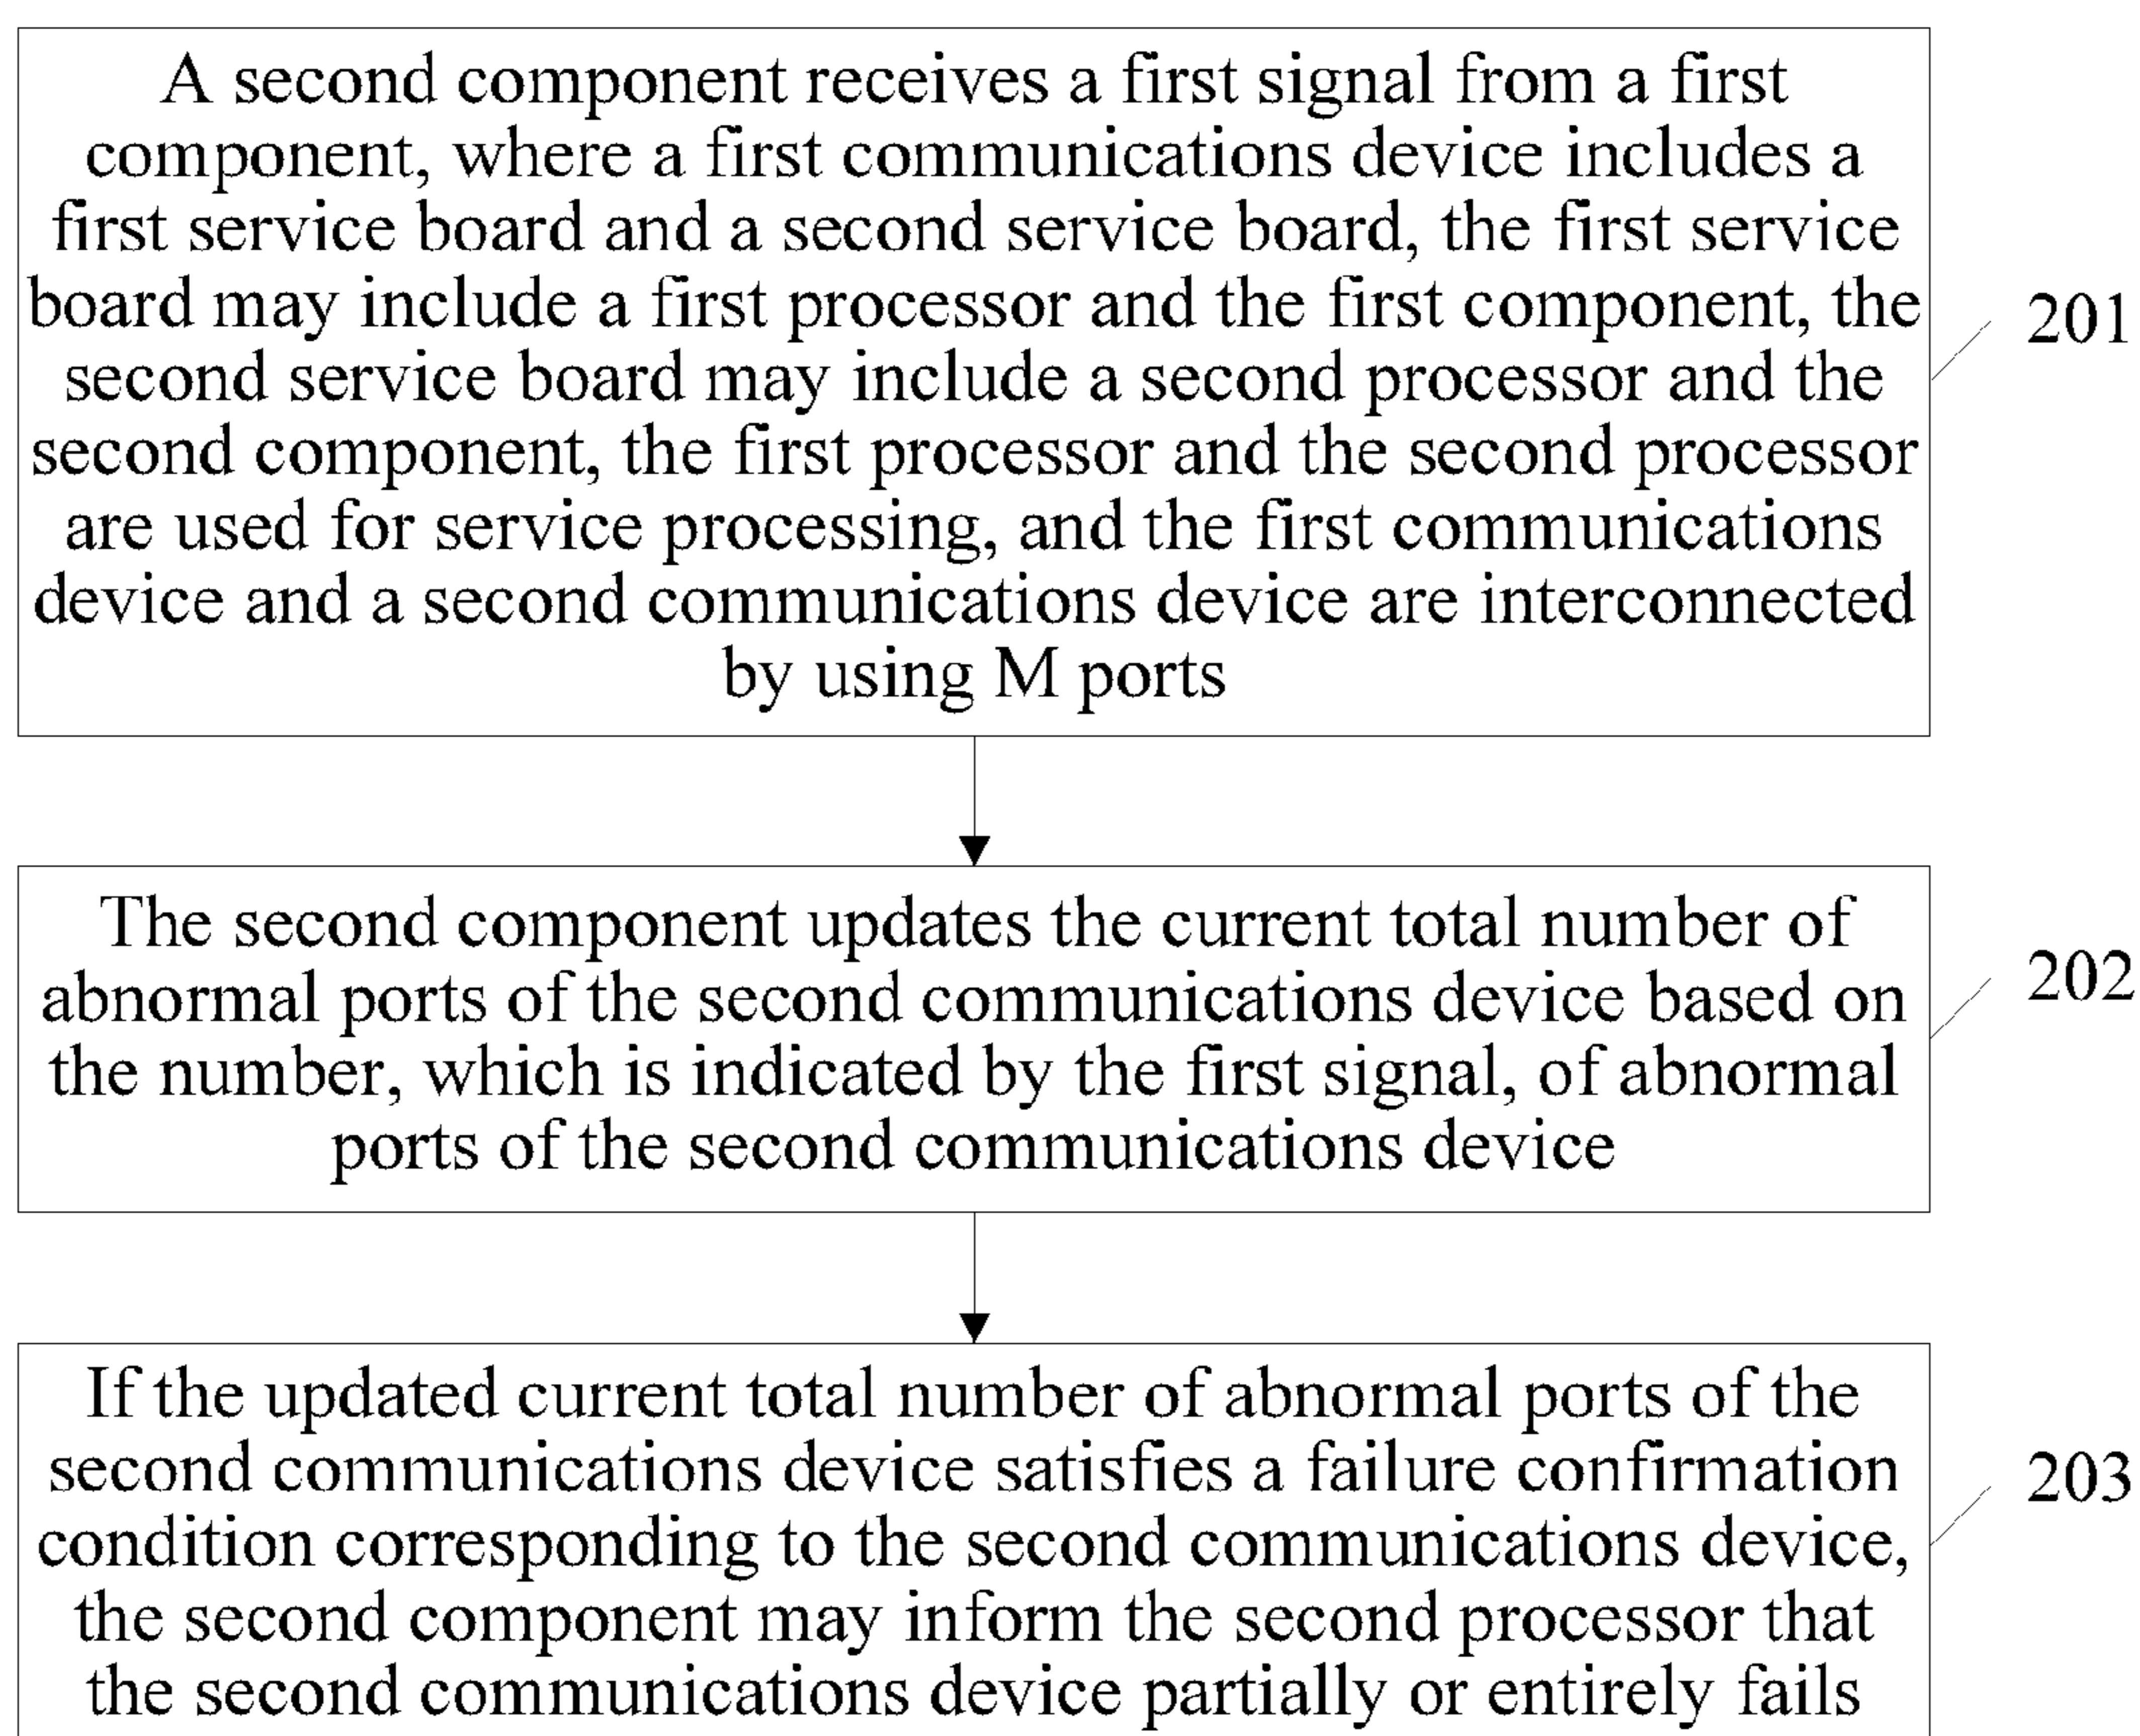 A second component receives a first signal from a first
component, where a first communications device includes a
first service board and a second service board, the first service
board may include a first processor and the first component, the
second service board may include a second processor and the
second component, the first processor and the second processor
are used for service processing, and the first communications
device and a second communications device are interconnected
by using M ports
201
The second component updates the current total number of
abnormal ports of the second communications device based on
the number, which is indicated by the first signal, of abnormal
ports of the second communications device
202
If the updated current total number of abnormal ports of the
second communications device satisfies a failure confirmation
condition corresponding to the second communications device,
the second component may inform the second processor that
the second communications device partially or entirely fails
203